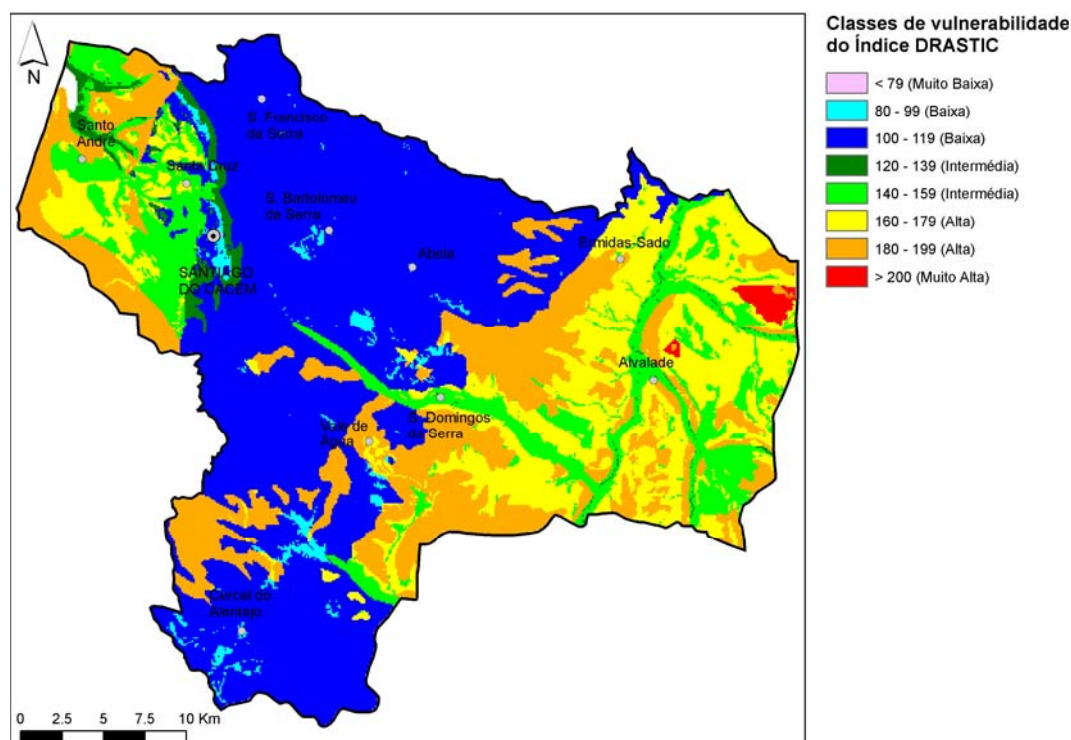 Classes de vulnerabilidade
do Índice DRASTIC
< 79 (Muito Baixa)
80 - 99 (Baixa)
100 - 119 (Baixa)
120 - 139 (Intermédia)
140 - 159 (Intermédia)
160 - 179 (Alta)
180 - 199 (Alta)
> 200 (Muito Alta)
N
S. Francisco
da Serra
Santo
André
Santa Cruz
S. Bartolomeu
da Serra
Ermidas-Sado
Abela
SANTIAGO
DO CACÉM
Alvalade
S. Domingos
da Serra
Vale de
Água
Cercal do
Alentejo
0 2.5 5 7.5 10 Km